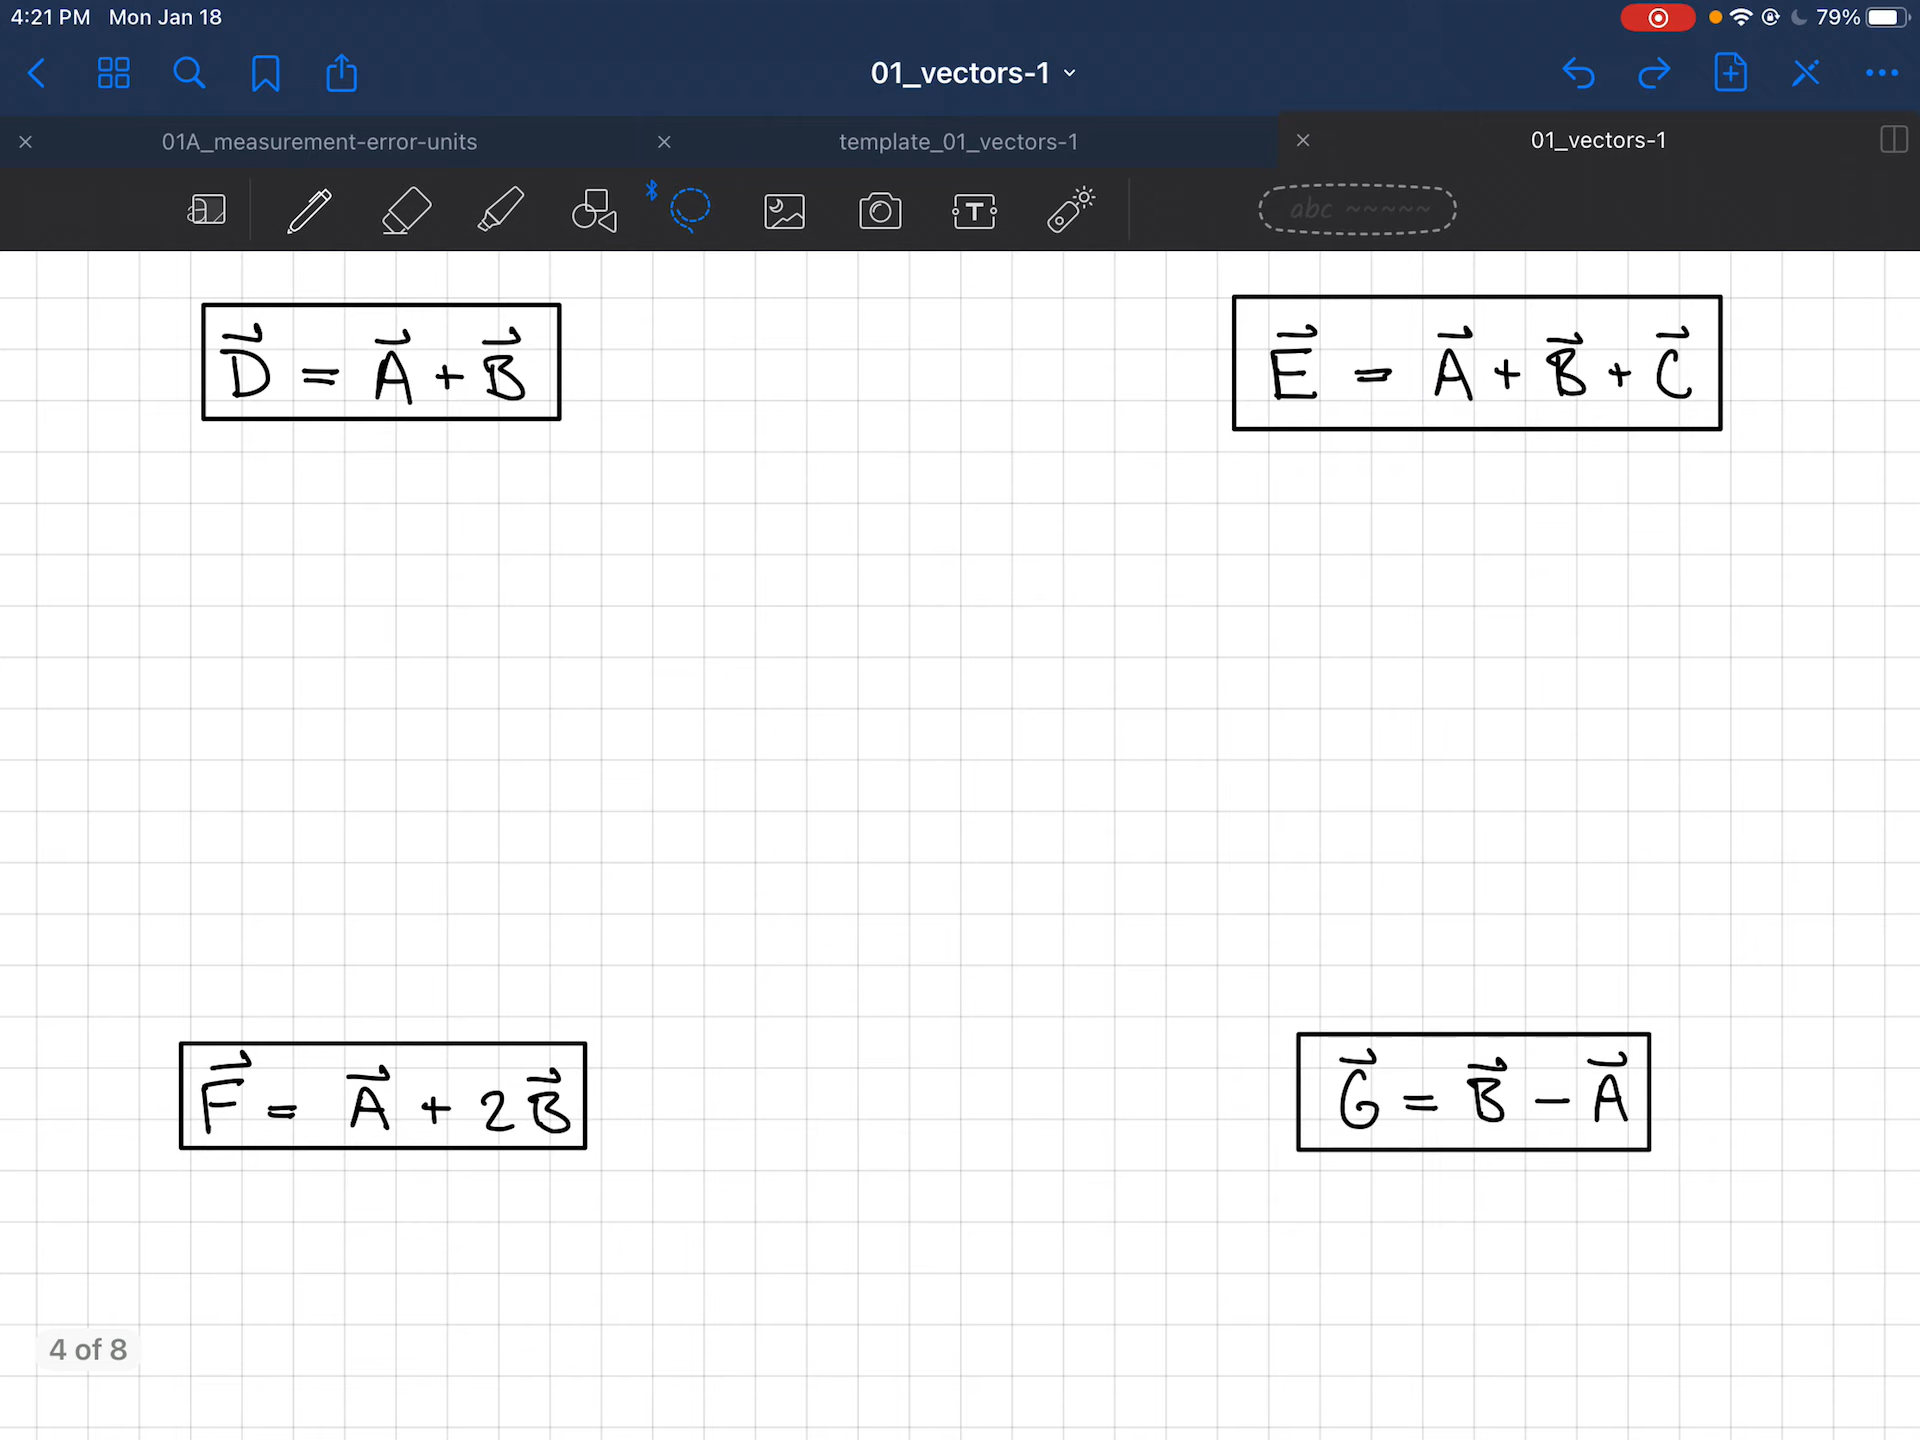 4:21 PM Mon Jan 18
79%
01_vectors-1
01A_measurement-error-units
template_01_vectors-1
01_vectors-1
T
abc
D⃗ = A⃗ + B⃗
E⃗ = A⃗ + B⃗ + C⃗
F⃗ = A⃗ + 2B⃗
G⃗ = B⃗ − A⃗
4 of 8